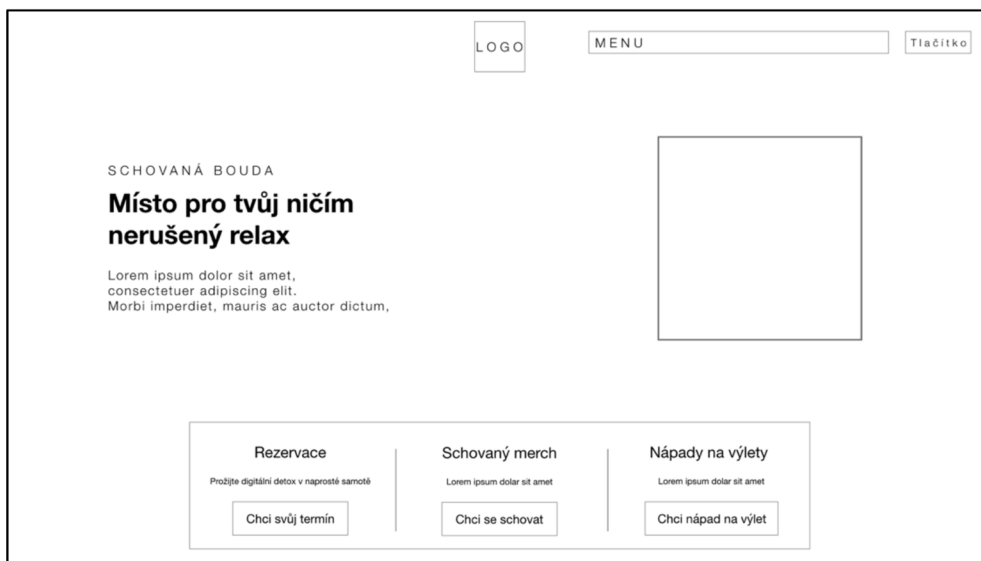 LOGO
MENU
Tlačítko
SCHOVANÁ BOUDA
Místo pro tvůj ničím
nerušený relax
Lorem ipsum dolor sit amet,
consectetuer adipiscing elit.
Morbi imperdiet, mauris ac auctor dictum,
Rezervace
Prožijte digitální detox v naprosté samotě
Chci svůj termín
Schovaný merch
Lorem ipsum dolar sit amet
Chci se schovat
Nápady na výlety
Lorem ipsum dolar sit amet
Chci nápad na výlet